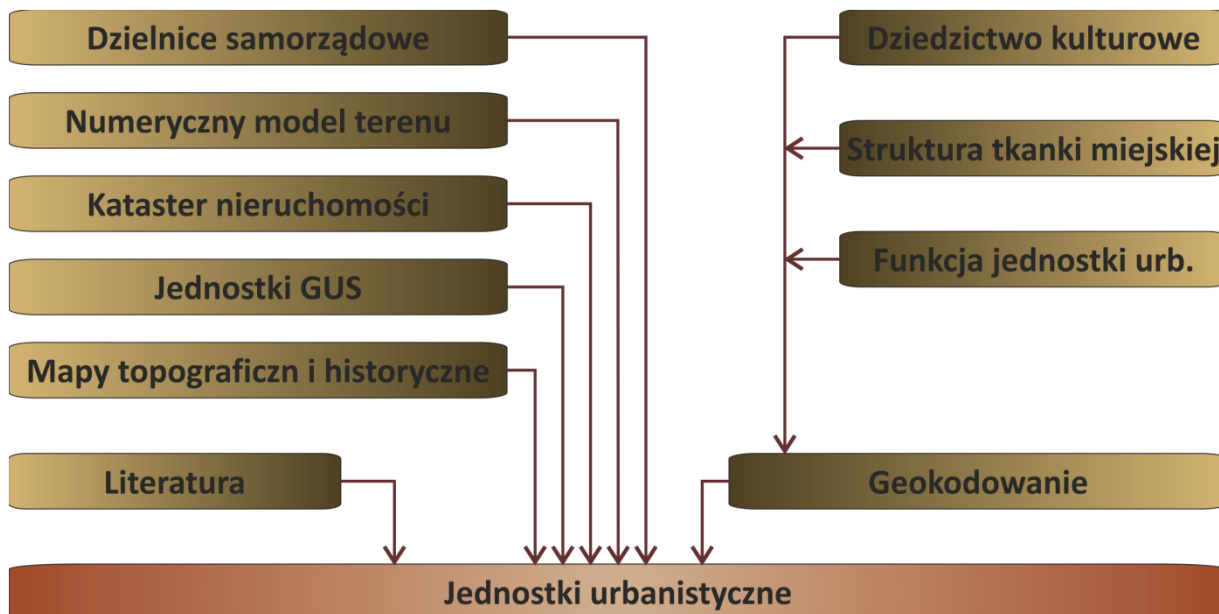 Dzielnice samorządowe
Numeryczny model terenu
Kataster nieruchomości
Jednostki GUS
Mapy topograficzn i historyczne
Literatura
Dziedzictwo kulturowe
Struktura tkanki miejskiej
Funkcja jednostki urb.
Geokodowanie
Jednostki urbanistyczne